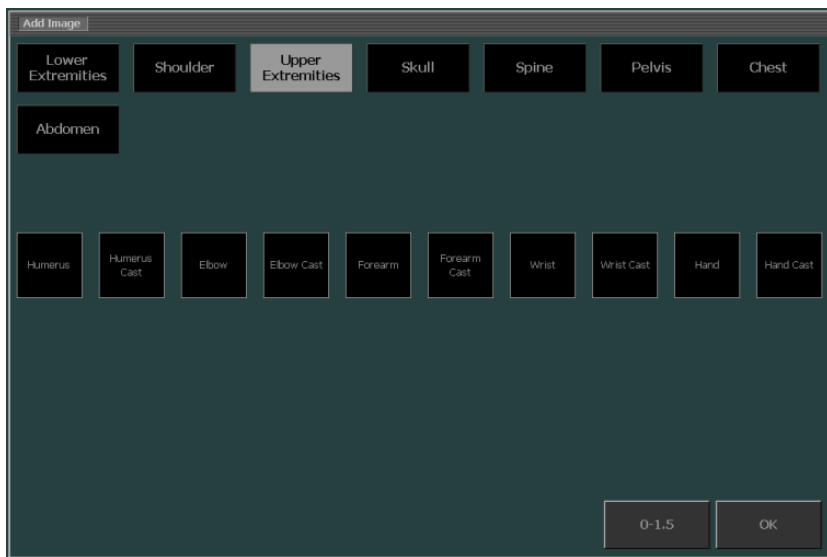 Add Image
Lower
Extremities
Shoulder
Upper
Extremities
Skull
Spine
Pelvis
Chest
Abdomen
Humerus
Humerus
Cast
Elbow
Elbow Cast
Forearm
Forearm
Cast
Wrist
Wrist Cast
Hand
Hand Cast
0-1.5
OK